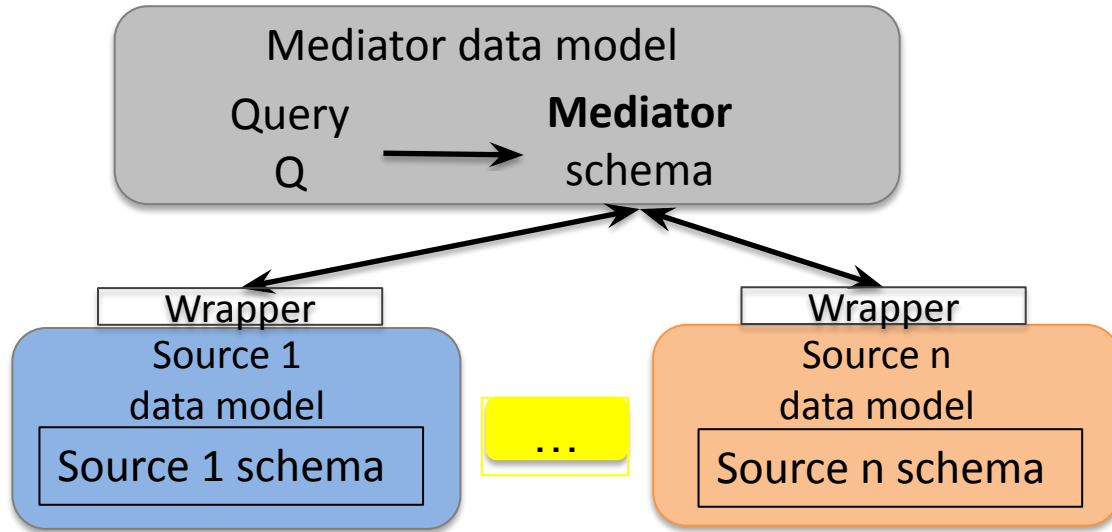 Mediator data model
Query
Q
Mediator
schema
Wrapper
Source 1
data model
Source 1 schema
...
Wrapper
Source n
data model
Source n schema